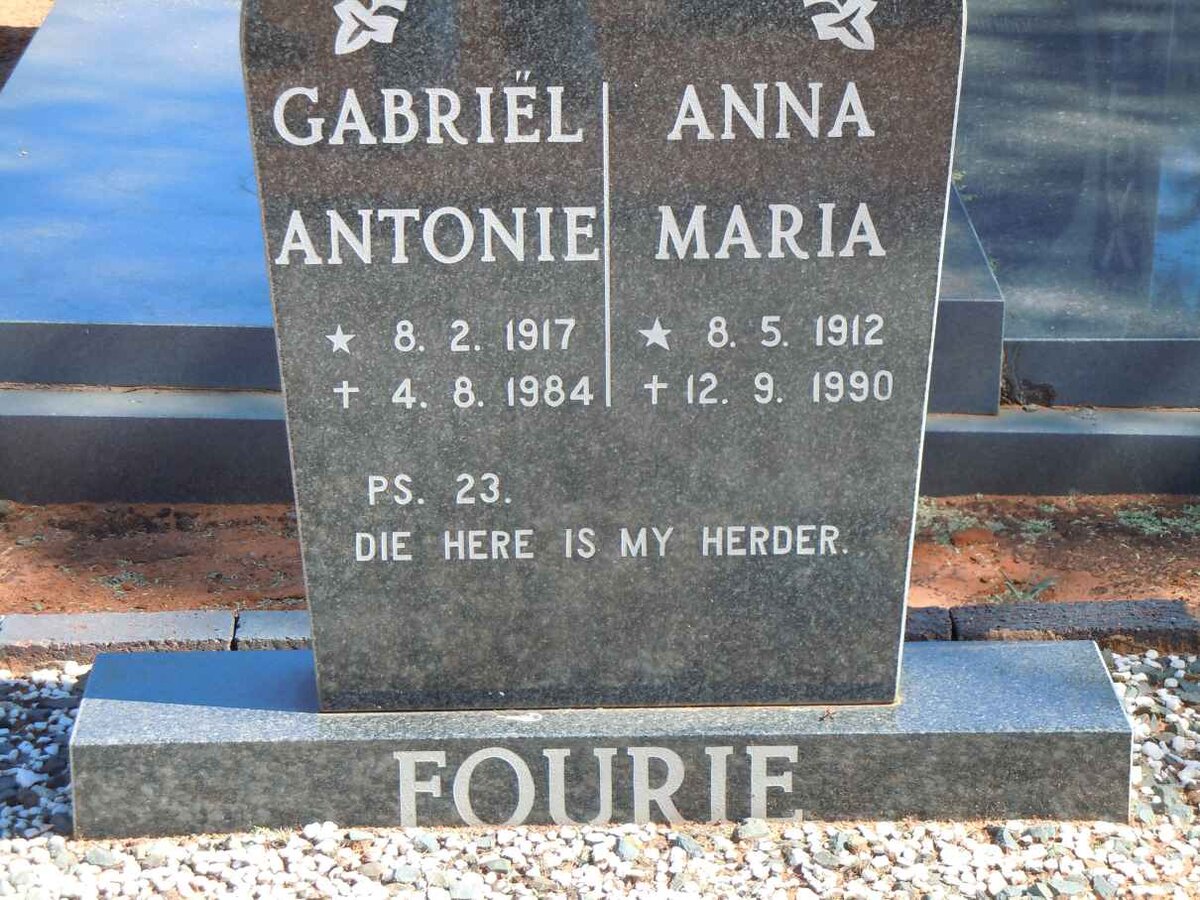 GABRIËL
ANTONIE
★ 8. 2. 1917
✝ 4. 8. 1984
ANNA
MARIA
★ 8. 5. 1912
✝ 12. 9. 1990
PS. 23.
DIE HERE IS MY HERDER.
FOURIE